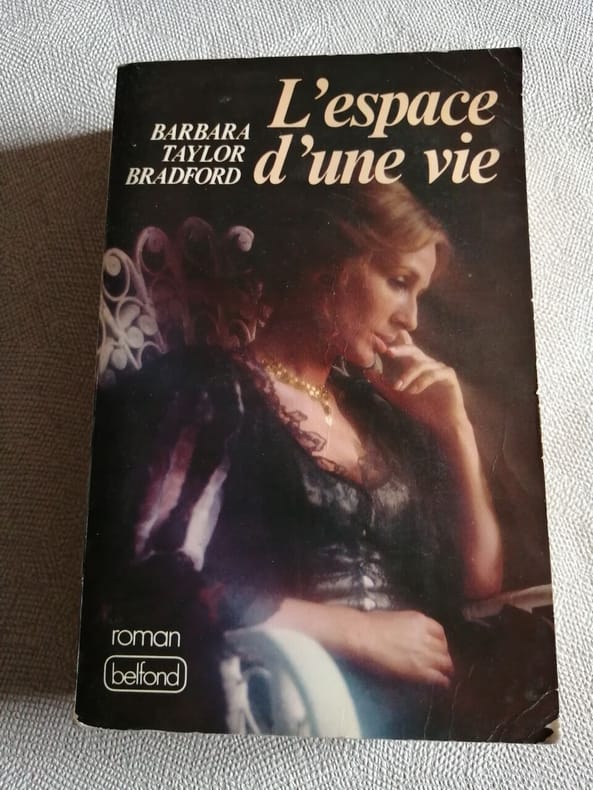 L'espace
d'une vie
BARBARA
TAYLOR
BRADFORD
roman
belfond